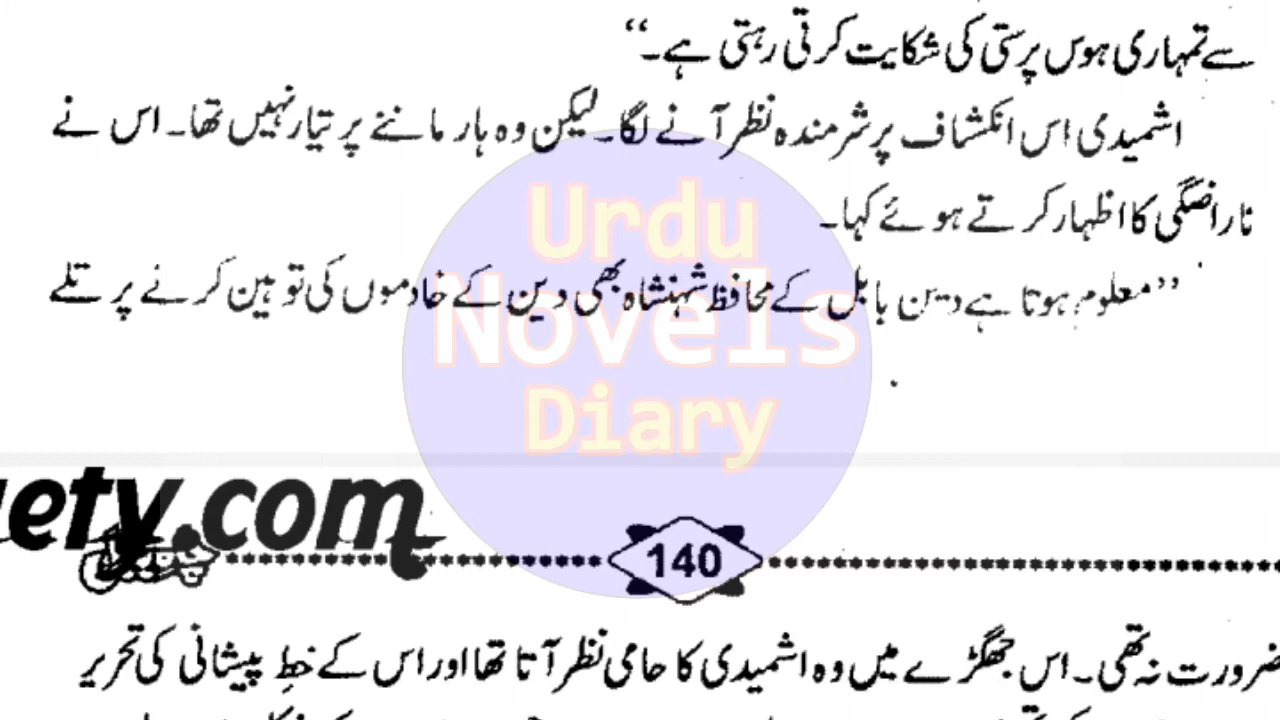 سے تمہاری ہوس پرستی کی شکایت کرتی رہتی ہے۔‘‘
اشمیدی اس انکشاف پر شرمندہ نظر آنے لگا۔ لیکن وہ ہار ماننے پر تیار نہیں تھا۔ اس نے
ناراضگی کا اظہار کرتے ہوئے کہا۔
’’معلوم ہوتا ہے دین بابل کے محافظ شہنشاہ بھی دین کے خادموں کی توہین کرنے پر تلے
Urdu
Novels
Diary
ety.com
140
ضرورت نہ تھی۔ اس جھگڑے میں وہ اشمیدی کا حامی نظر آتا تھا اور اس کے خطِ پیشانی کی تحریر